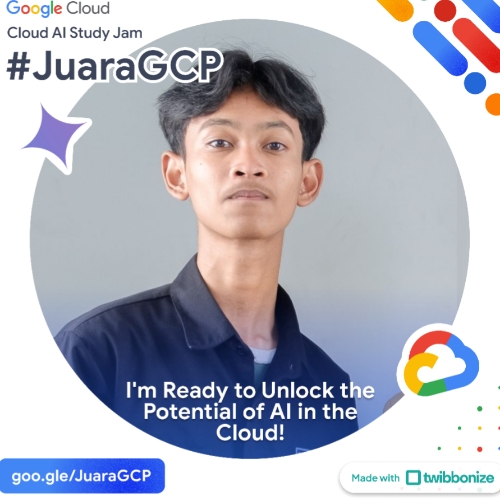 Google Cloud
Cloud AI Study Jam
#JuaraGCP
I'm Ready to Unlock the
Potential of AI in the
Cloud!
goo.gle/JuaraGCP
Made with twibbonize